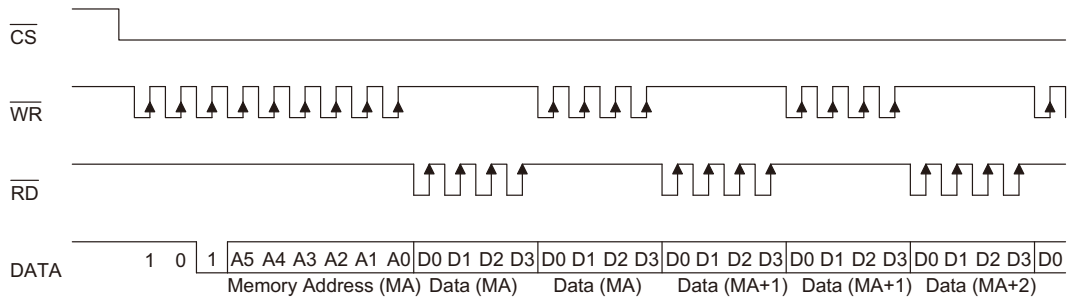 CS
WR
RD
DATA
1 0 1 A5 A4 A3 A2 A1 A0 D0 D1 D2 D3 D0 D1 D2 D3 D0 D1 D2 D3 D0 D1 D2 D3 D0 D1 D2 D3 D0
Memory Address (MA) Data (MA) Data (MA) Data (MA+1) Data (MA+1) Data (MA+2)